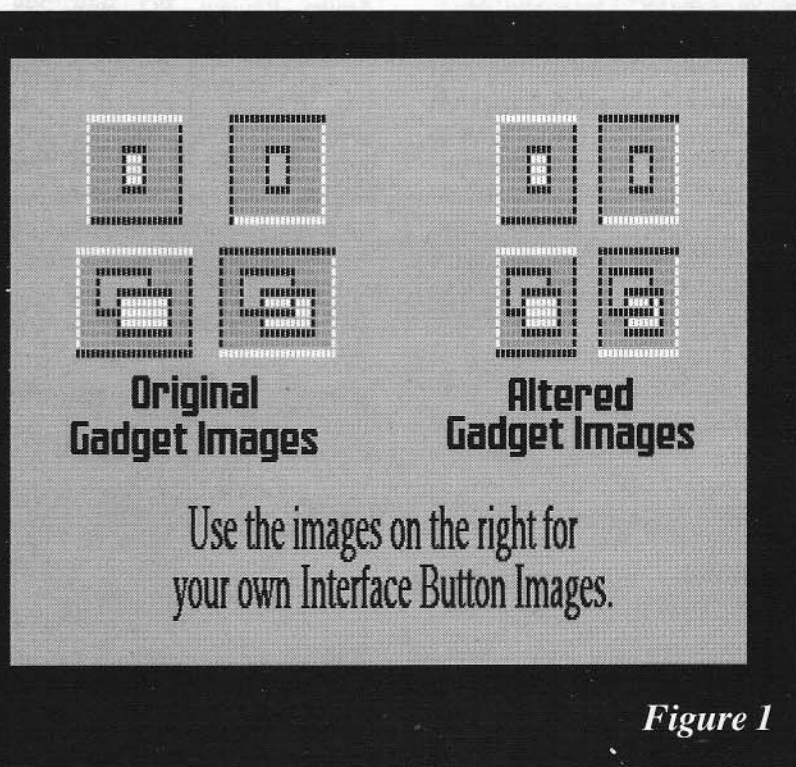 Original
Gadget Images
Altered
Gadget Images
Use the images on the right for
your own Interface Button Images.
Figure 1